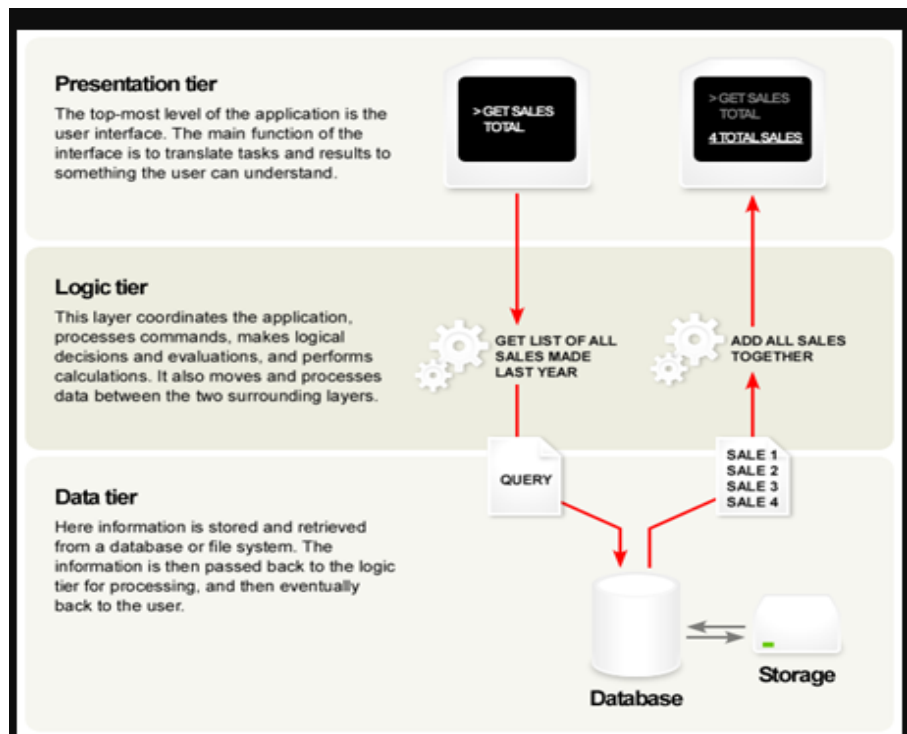 Presentation tier
The top-most level of the application is the
user interface. The main function of the
interface is to translate tasks and results to
something the user can understand.
> GET SALES
TOTAL
> GET SALES
TOTAL
4 TOTAL SALES
Logic tier
This layer coordinates the application,
processes commands, makes logical
decisions and evaluations, and performs
calculations. It also moves and processes
data between the two surrounding layers.
GET LIST OF ALL
SALES MADE
LAST YEAR
ADD ALL SALES
TOGETHER
QUERY
SALE 1
SALE 2
SALE 3
SALE 4
Data tier
Here information is stored and retrieved
from a database or file system. The
information is then passed back to the logic
tier for processing, and then eventually
back to the user.
Database
Storage